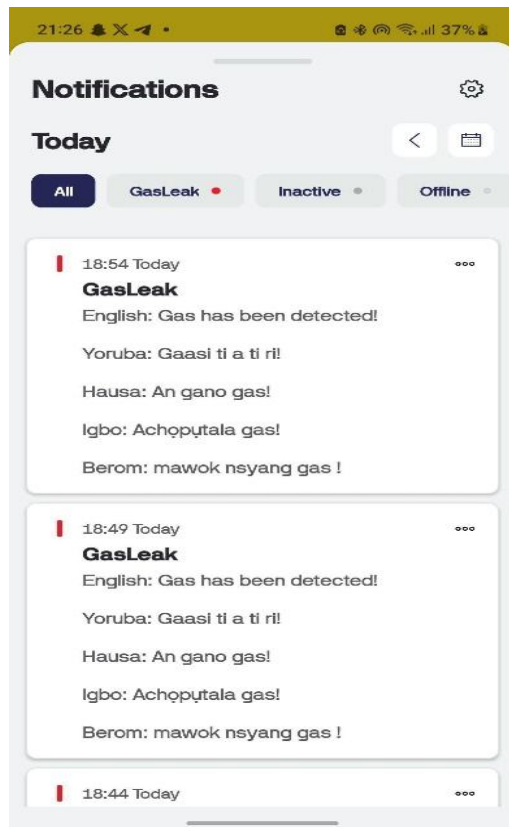 21:26
37%
Notifications
Today
All GasLeak Inactive Offline
18:54 Today
GasLeak
English: Gas has been detected!
Yoruba: Gaasi ti a ti ri!
Hausa: An gano gas!
Igbo: Achọpụtala gas!
Berom: mawok nsyang gas !
18:49 Today
GasLeak
English: Gas has been detected!
Yoruba: Gaasi ti a ti ri!
Hausa: An gano gas!
Igbo: Achọpụtala gas!
Berom: mawok nsyang gas !
18:44 Today